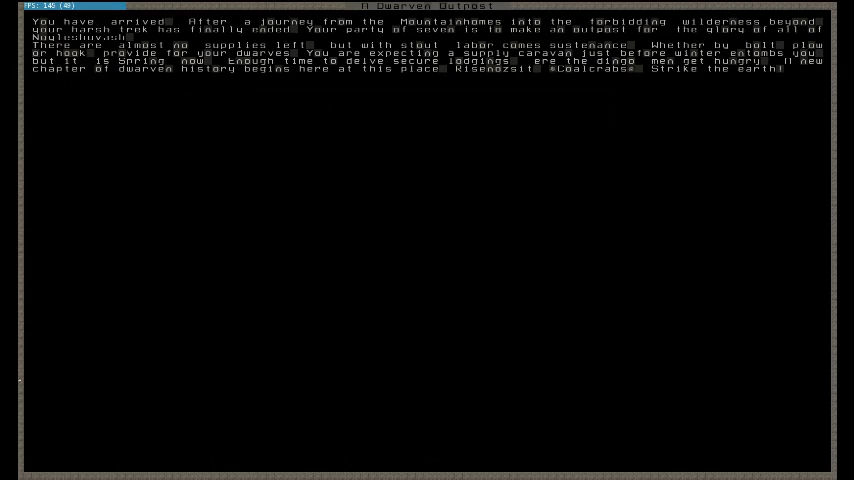 FPS: 145 (49)
A Dwarven Outpost
You have arrived. After a journey from the Mountainhomes into the forbidding wilderness beyond,
your harsh trek has finally ended. Your party of seven is to make an outpost for the glory of all of
There are almost no supplies left, but with stout labor comes sustenance. Whether by bolt, plow
or hook, provide for your dwarves. You are expecting a supply caravan just before winter entombs you,
but it is Spring now. Enough time to delve secure lodgings ere the dingo men get hungry. A new
chapter of dwarven history begins here at this place, Risenozsit, "Coalcrabs". Strike the earth!